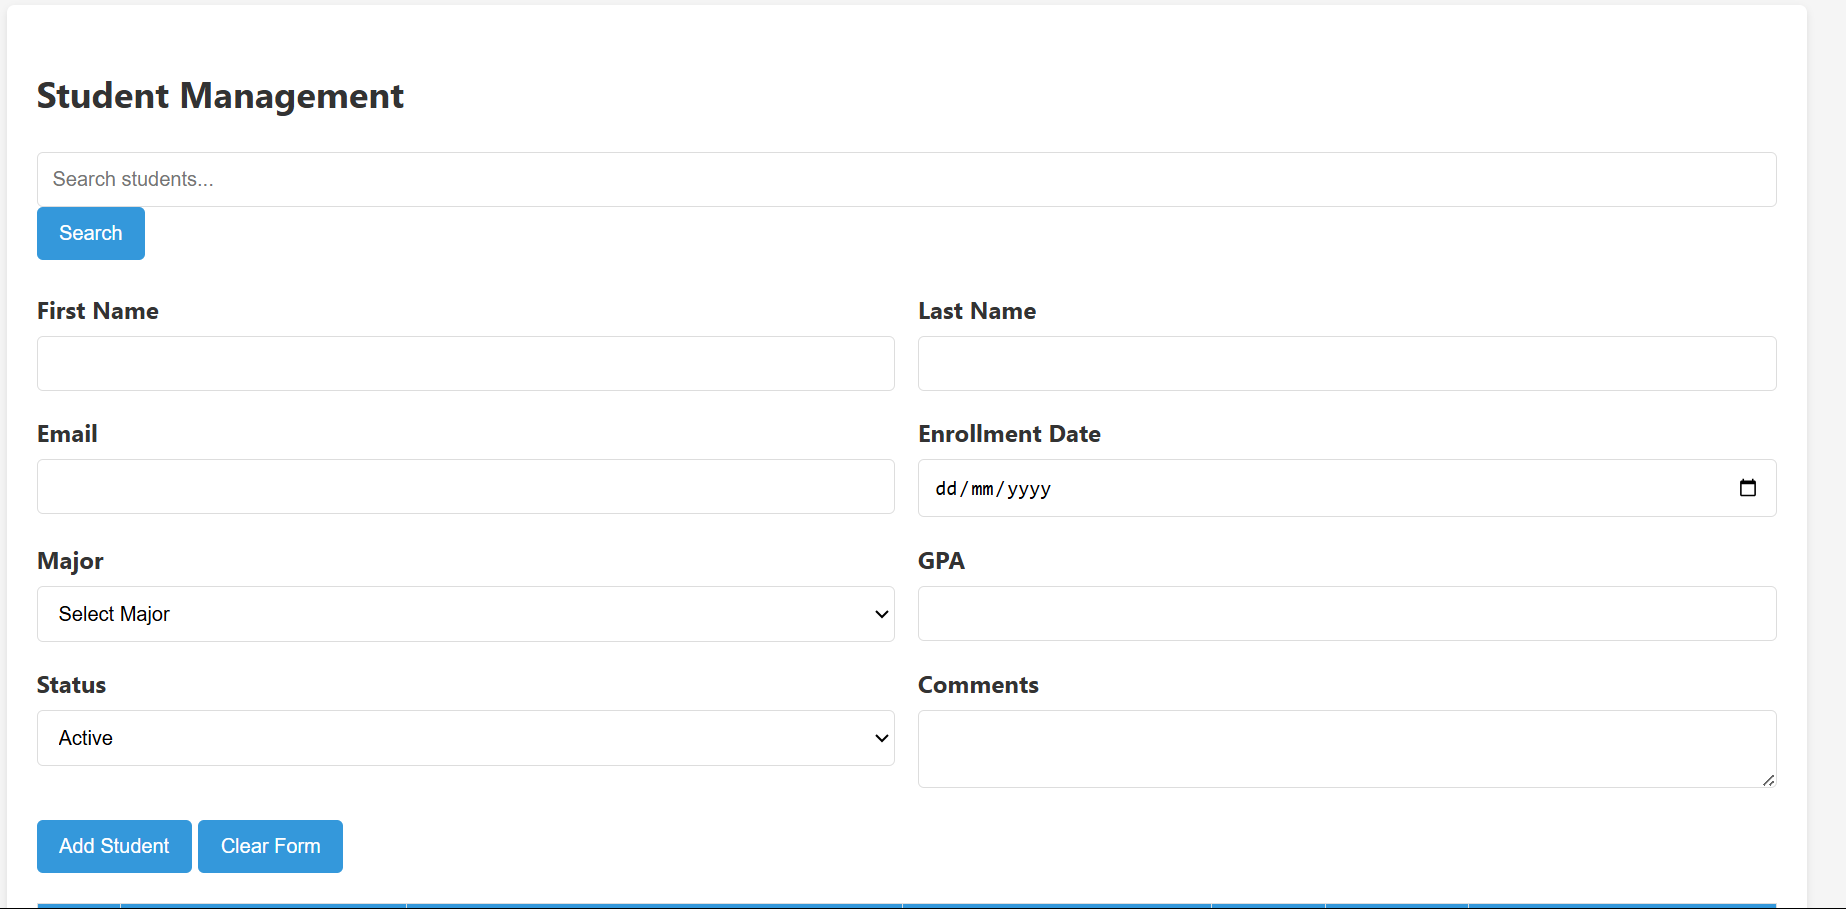 Student Management
Search students...
Search
First Name
Last Name
Email
Enrollment Date
dd/mm/yyyy
Major
GPA
Select Major
Status
Comments
Active
Add Student
Clear Form